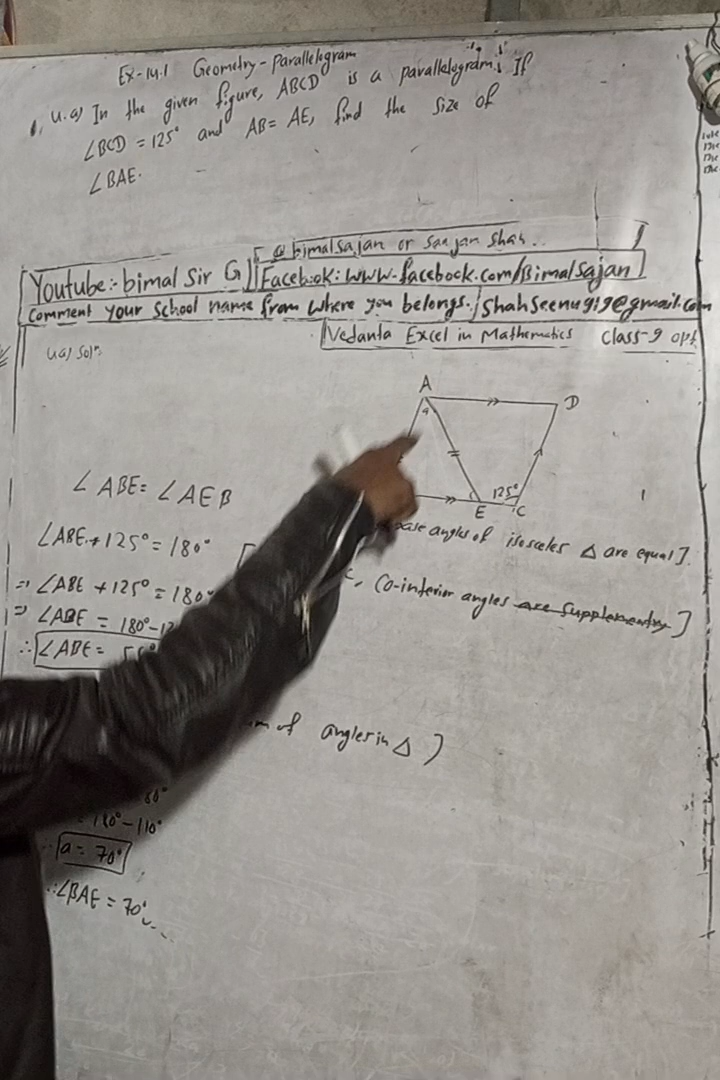 Ex-14.1 Geometry-parallelogram
1, 4.a) In the given figure, ABCD is a parallelogram. If
∠BCD = 125° and AB= AE, find the size of
∠BAE.
@bimalsajan or Sanjan Shah..
Youtube:- bimal Sir G Facebook: www.facebook.com/Bimalsajan
Comment your School name from where you belongs. Shahseenu919@gmail.com
Vedanta Excel in Mathematics Class-9 opt
4a) Solⁿ.
A D
a
125°
E C
∠ABE = ∠AEB
base angles of isosceles Δ are equal].
∠ABE + 125° = 180°
[
⇒ ∠ABE + 125° = 180°
, Co-interior angles are supplementry]
⇒ ∠ABE = 180°-12
∴ ∠ABE =
of angles in Δ ]
= 180° - 110°
∴ a = 70°
∴ ∠BAE = 70°